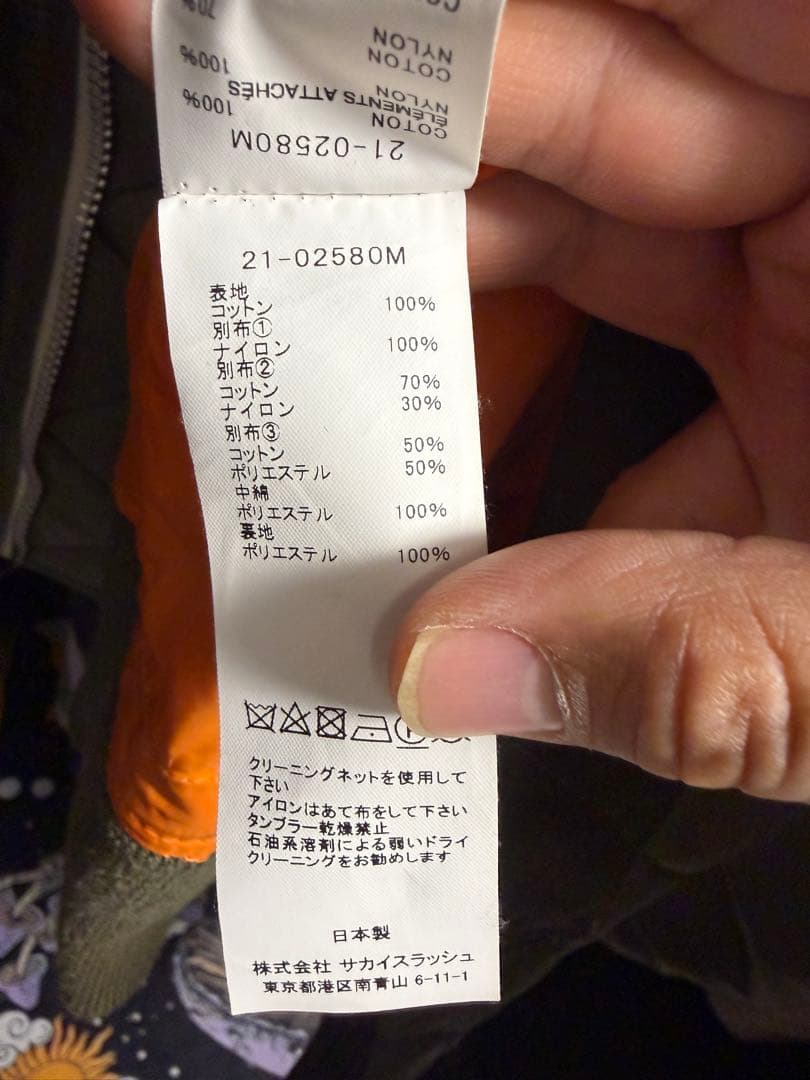 70%
COTON
NYLON
100%
COTON
NYLON
ÉLÉMENTS ATTACHÉS
100%
COTON
21-02580M
21-02580M
表地
コットン 100%
別布①
ナイロン 100%
別布②
コットン 70%
ナイロン 30%
別布③
コットン 50%
ポリエステル 50%
中綿
ポリエステル 100%
裏地
ポリエステル 100%
クリーニングネットを使用して
下さい
アイロンはあて布をして下さい
タンブラー乾燥禁止
石油系溶剤による弱いドライ
クリーニングをお勧めします
日本製
株式会社 サカイスラッシュ
東京都港区南青山 6-11-1